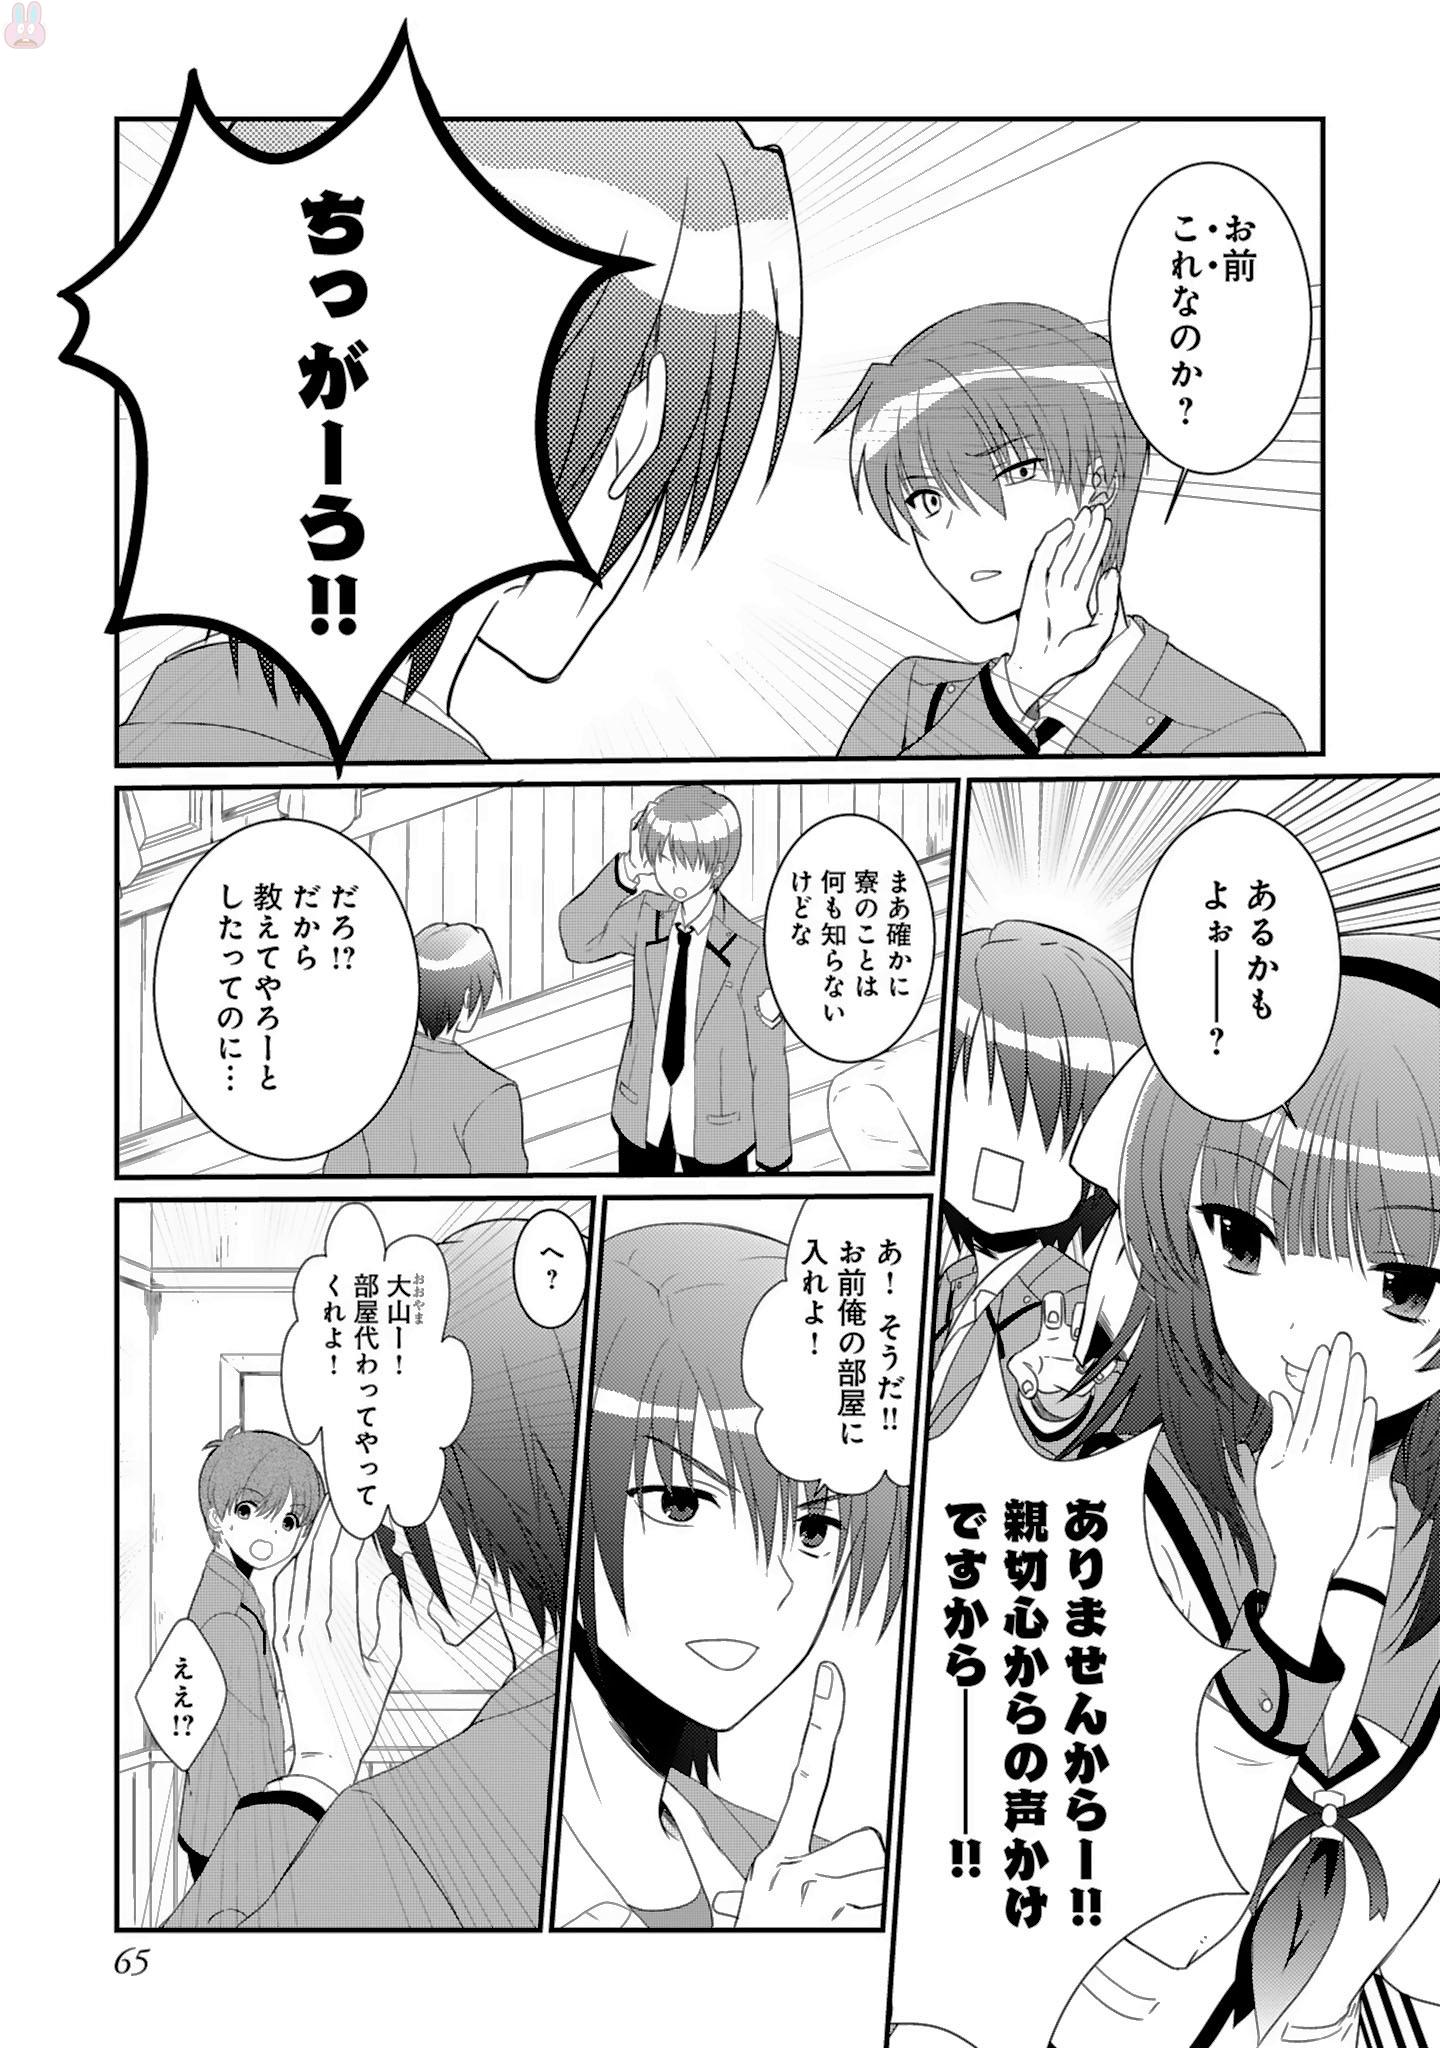 お前
これなのか？
ちっがーう!!
あるかも
よぉ――？
ありませんからー!!
親切心からの声かけ
ですから――!!
まあ確かに
寮のことは
何も知らない
けどな
だろ!?
だから
教えてやろーと
したってのに…
あ！そうだ!!
お前俺の部屋に
入れよ！
へ？
大山ー！
おおやま
部屋代わってやって
くれよ！
ええ!?
65